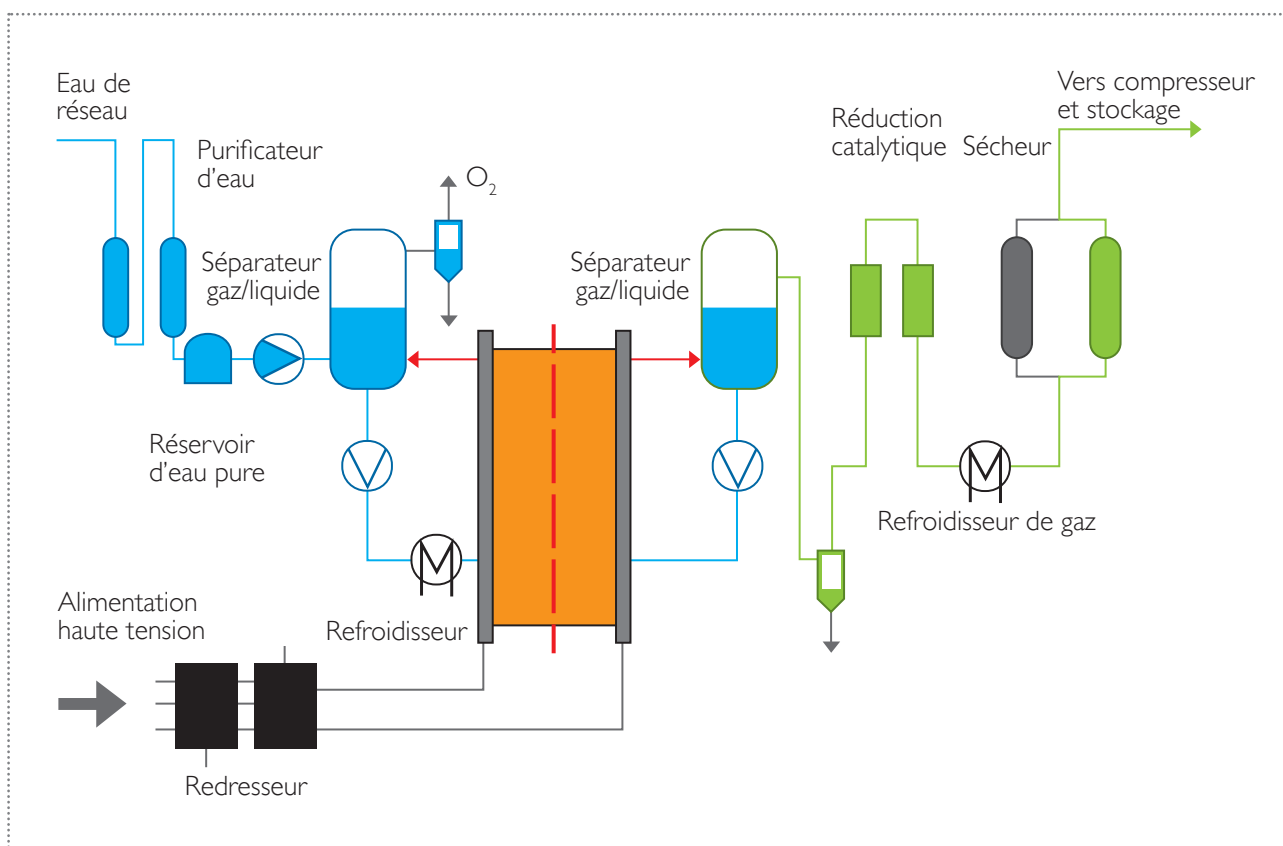 Eau de
réseau
Purificateur
d'eau
O2
Vers compresseur
et stockage
Réduction
catalytique
Sécheur
Séparateur
gaz/liquide
Séparateur
gaz/liquide
Réservoir
d'eau pure
Refroidisseur de gaz
Alimentation
haute tension
Refroidisseur
Redresseur